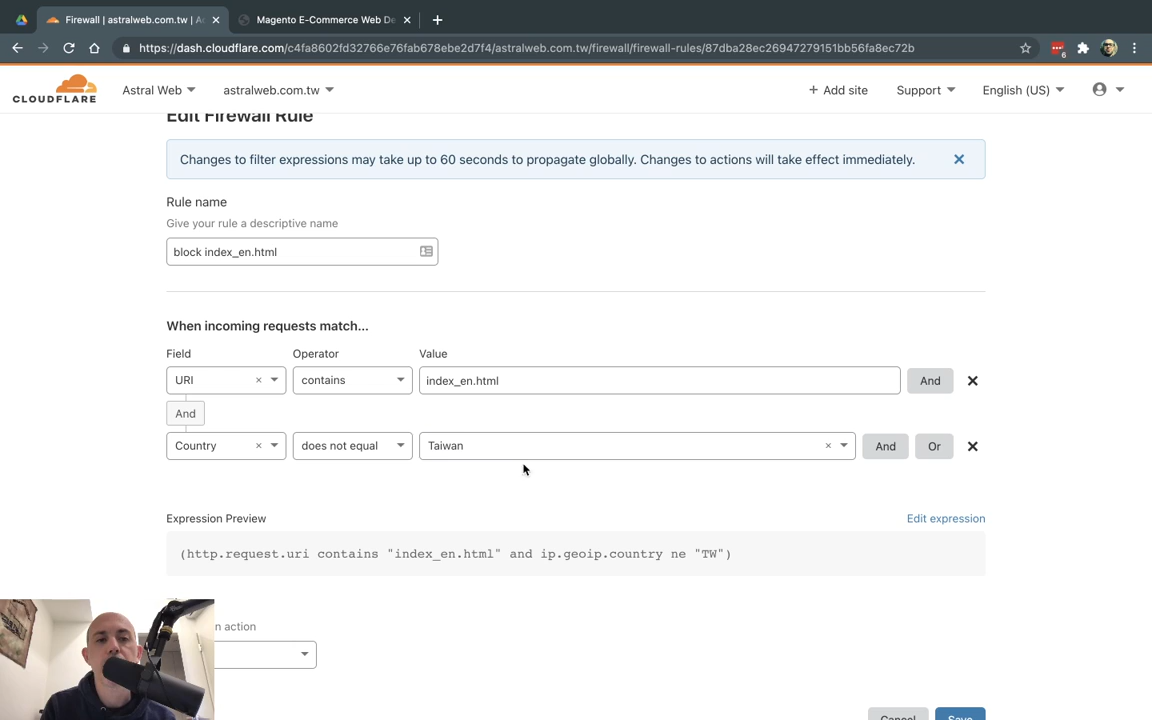 Firewall | astralweb.com.tw | A
Magento E-Commerce Web De
https://dash.cloudflare.com/c4fa8602fd32766e76fab678ebe2d7f4/astralweb.com.tw/firewall/firewall-rules/87dba28ec26947279151bb56fa8ec72b
6
CLOUDFLARE
Astral Web
astralweb.com.tw
+ Add site
Support
English (US)
Edit Firewall Rule
Changes to filter expressions may take up to 60 seconds to propagate globally. Changes to actions will take effect immediately.
Rule name
Give your rule a descriptive name
block index_en.html
When incoming requests match...
Field Operator Value
URI contains index_en.html And
And
Country does not equal Taiwan And Or
Expression Preview Edit expression
(http.request.uri contains "index_en.html" and ip.geoip.country ne "TW")
n action
Cancel Save